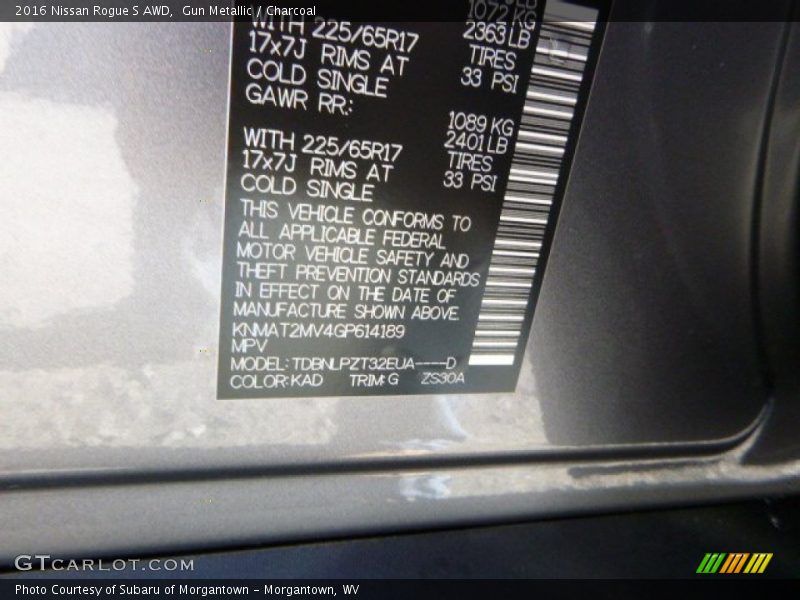 2016 Nissan Rogue S AWD,  Gun Metallic / Charcoal
1072 KG
WITH 225/65R17 2363 LB
17x7J RIMS AT TIRES
COLD SINGLE 33 PSI
GAWR RR.:
1089 KG
WITH 225/65R17 2401 LB
17x7J RIMS AT TIRES
COLD SINGLE 33 PSI
THIS VEHICLE CONFORMS TO
ALL APPLICABLE FEDERAL
MOTOR VEHICLE SAFETY AND
THEFT PREVENTION STANDARDS
IN EFFECT ON THE DATE OF
MANUFACTURE SHOWN ABOVE.
KNMAT2MV4GP614189
MPV
MODEL:TDBNLPZT32EUA----D
COLOR:KAD TRIM:G ZS30A
GTCARLOT.COM
Photo Courtesy of Subaru of Morgantown - Morgantown, WV